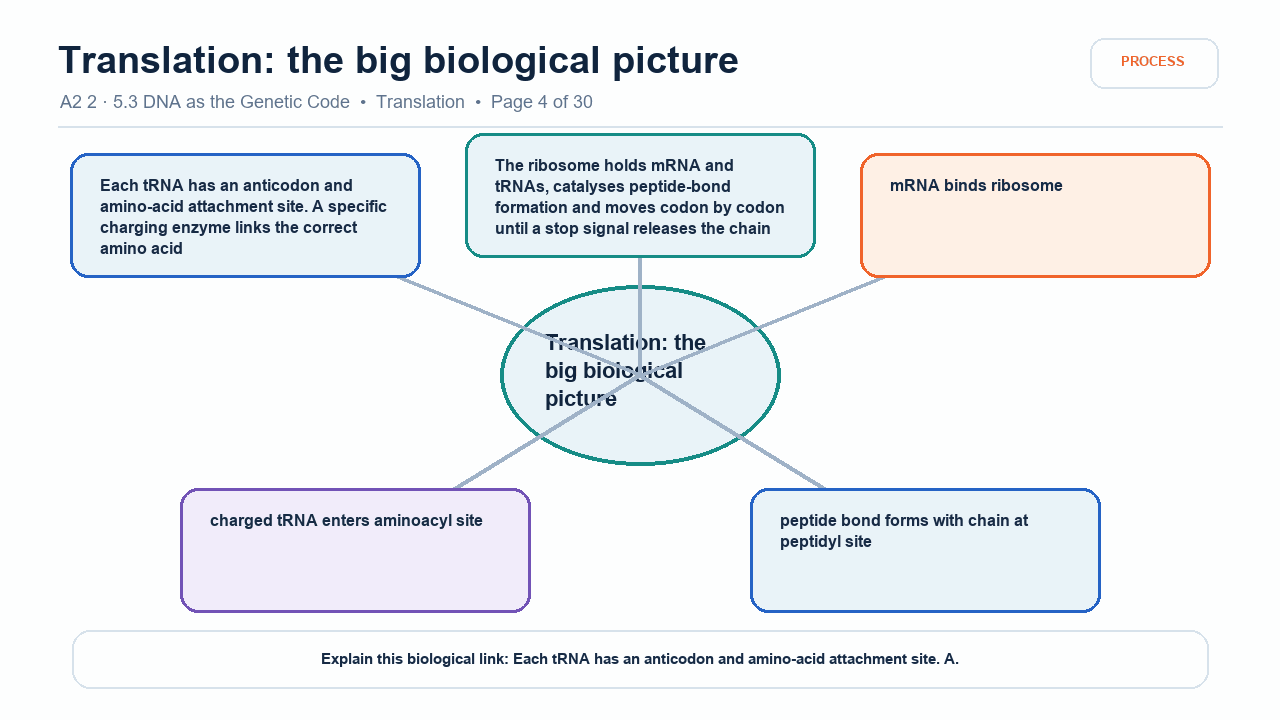 Translation: the big biological picture
PROCESS
A2 2 · 5.3 DNA as the Genetic Code • Translation • Page 4 of 30
Each tRNA has an anticodon and
amino-acid attachment site. A specific
charging enzyme links the correct
amino acid
The ribosome holds mRNA and
tRNAs, catalyses peptide-bond
formation and moves codon by codon
until a stop signal releases the chain
mRNA binds ribosome
Translation: the
big biological
picture
charged tRNA enters aminoacyl site
peptide bond forms with chain at
peptidyl site
Explain this biological link: Each tRNA has an anticodon and amino-acid attachment site. A.